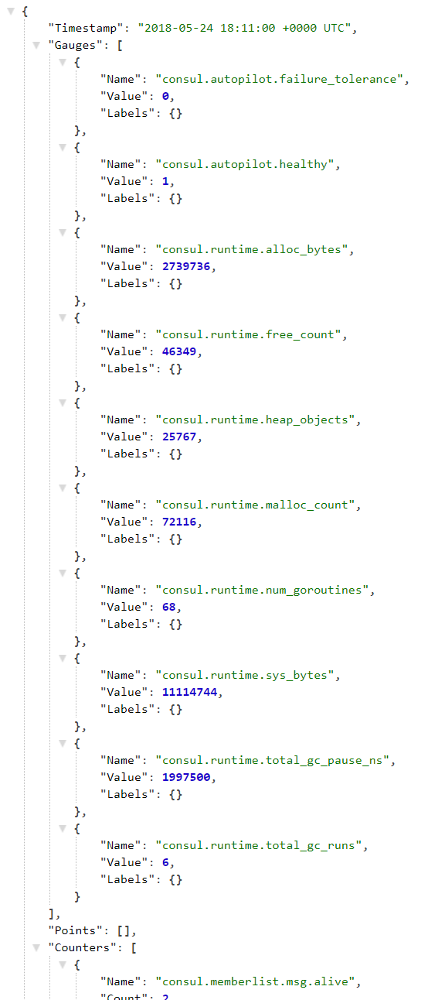 {
"Timestamp": "2018-05-24 18:11:00 +0000 UTC",
"Gauges": [
{
"Name": "consul.autopilot.failure_tolerance",
"Value": 0,
"Labels": {}
},
{
"Name": "consul.autopilot.healthy",
"Value": 1,
"Labels": {}
},
{
"Name": "consul.runtime.alloc_bytes",
"Value": 2739736,
"Labels": {}
},
{
"Name": "consul.runtime.free_count",
"Value": 46349,
"Labels": {}
},
{
"Name": "consul.runtime.heap_objects",
"Value": 25767,
"Labels": {}
},
{
"Name": "consul.runtime.malloc_count",
"Value": 72116,
"Labels": {}
},
{
"Name": "consul.runtime.num_goroutines",
"Value": 68,
"Labels": {}
},
{
"Name": "consul.runtime.sys_bytes",
"Value": 11114744,
"Labels": {}
},
{
"Name": "consul.runtime.total_gc_pause_ns",
"Value": 1997500,
"Labels": {}
},
{
"Name": "consul.runtime.total_gc_runs",
"Value": 6,
"Labels": {}
}
],
"Points": [],
"Counters": [
{
"Name": "consul.memberlist.msg.alive",
"Count": 2